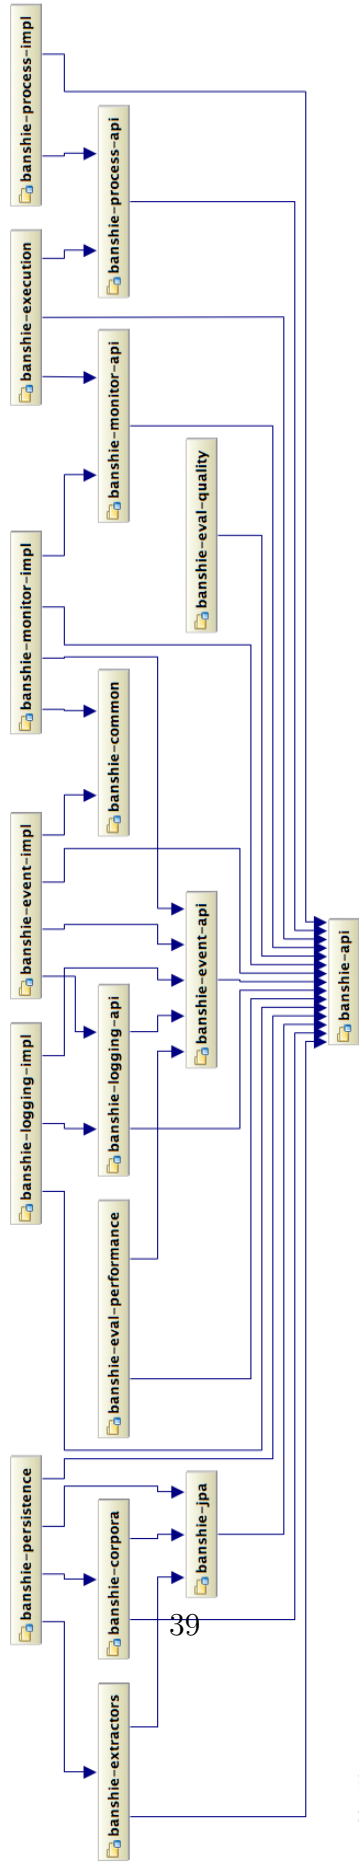 banshie-process-impl
banshie-execution
banshie-monitor-impl
banshie-event-impl
banshie-logging-impl
banshie-persistence
banshie-process-api
banshie-monitor-api
banshie-common
banshie-logging-api
banshie-eval-performance
banshie-corpora
banshie-extractors
banshie-eval-quality
banshie-event-api
banshie-jpa
banshie-api
39